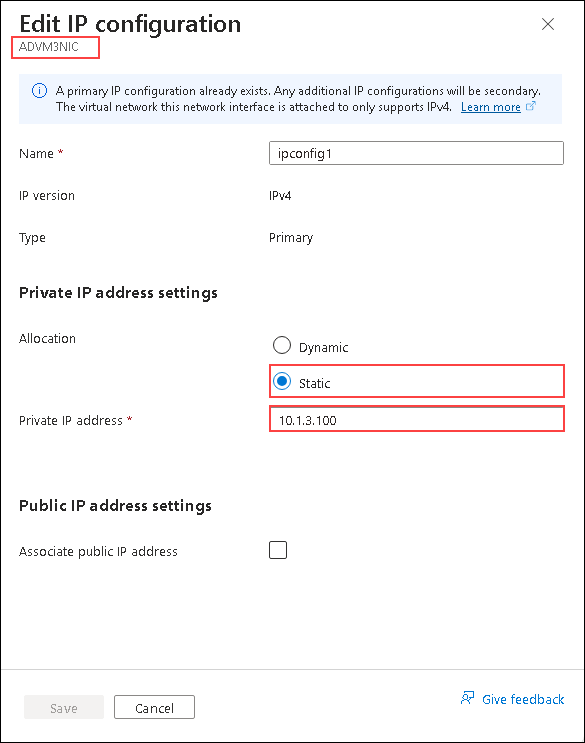 Edit IP configuration
ADVM3NIC
A primary IP configuration already exists. Any additional IP configurations will be secondary.
The virtual network this network interface is attached to only supports IPv4. Learn more
Name *
ipconfig1
IP version
IPv4
Type
Primary
Private IP address settings
Allocation
Dynamic
Static
Private IP address *
10.1.3.100
Public IP address settings
Associate public IP address
Give feedback
Save
Cancel